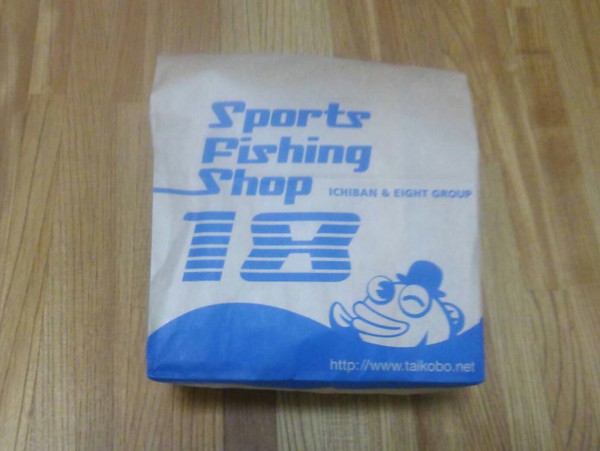 Sports
Fishing
Shop
ICHIBAN & EIGHT GROUP
18
http://www.taikobo.net